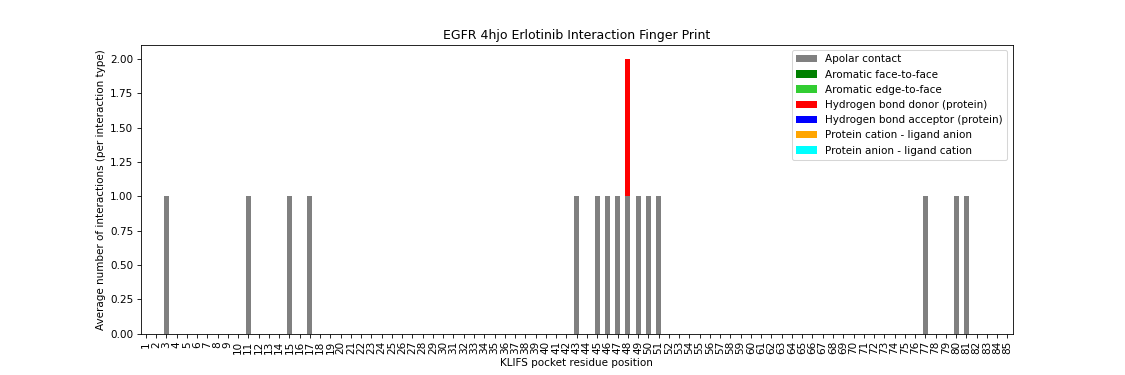 EGFR 4hjo Erlotinib Interaction Finger Print
Average number of interactions (per interaction type)
2.00
1.75
1.50
1.25
1.00
0.75
0.50
0.25
0.00
Apolar contact
Aromatic face-to-face
Aromatic edge-to-face
Hydrogen bond donor (protein)
Hydrogen bond acceptor (protein)
Protein cation - ligand anion
Protein anion - ligand cation
1 2 3 4 5 6 7 8 9 10 11 12 13 14 15 16 17 18 19 20 21 22 23 24 25 26 27 28 29 30 31 32 33 34 35 36 37 38 39 40 41 42 43 44 45 46 47 48 49 50 51 52 53 54 55 56 57 58 59 60 61 62 63 64 65 66 67 68 69 70 71 72 73 74 75 76 77 78 79 80 81 82 83 84 85
KLIFS pocket residue position